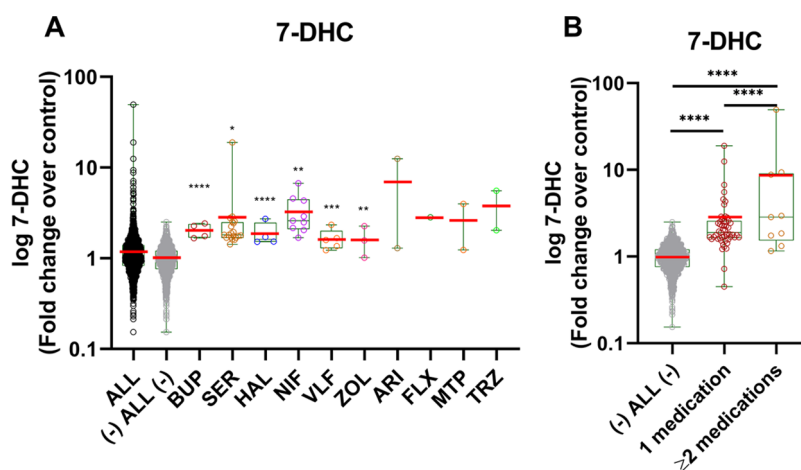 A
7-DHC
log 7-DHC
(Fold change over control)
100
10
1
0.1
****
*
****
**
***
**
ALL
(-) ALL (-)
BUP
SER
HAL
NIF
VLF
ZOL
ARI
FLX
MTP
TRZ
B
7-DHC
log 7-DHC
(Fold change over control)
100
10
1
0.1
****
****
****
(-) ALL (-)
1 medication
≥2 medications